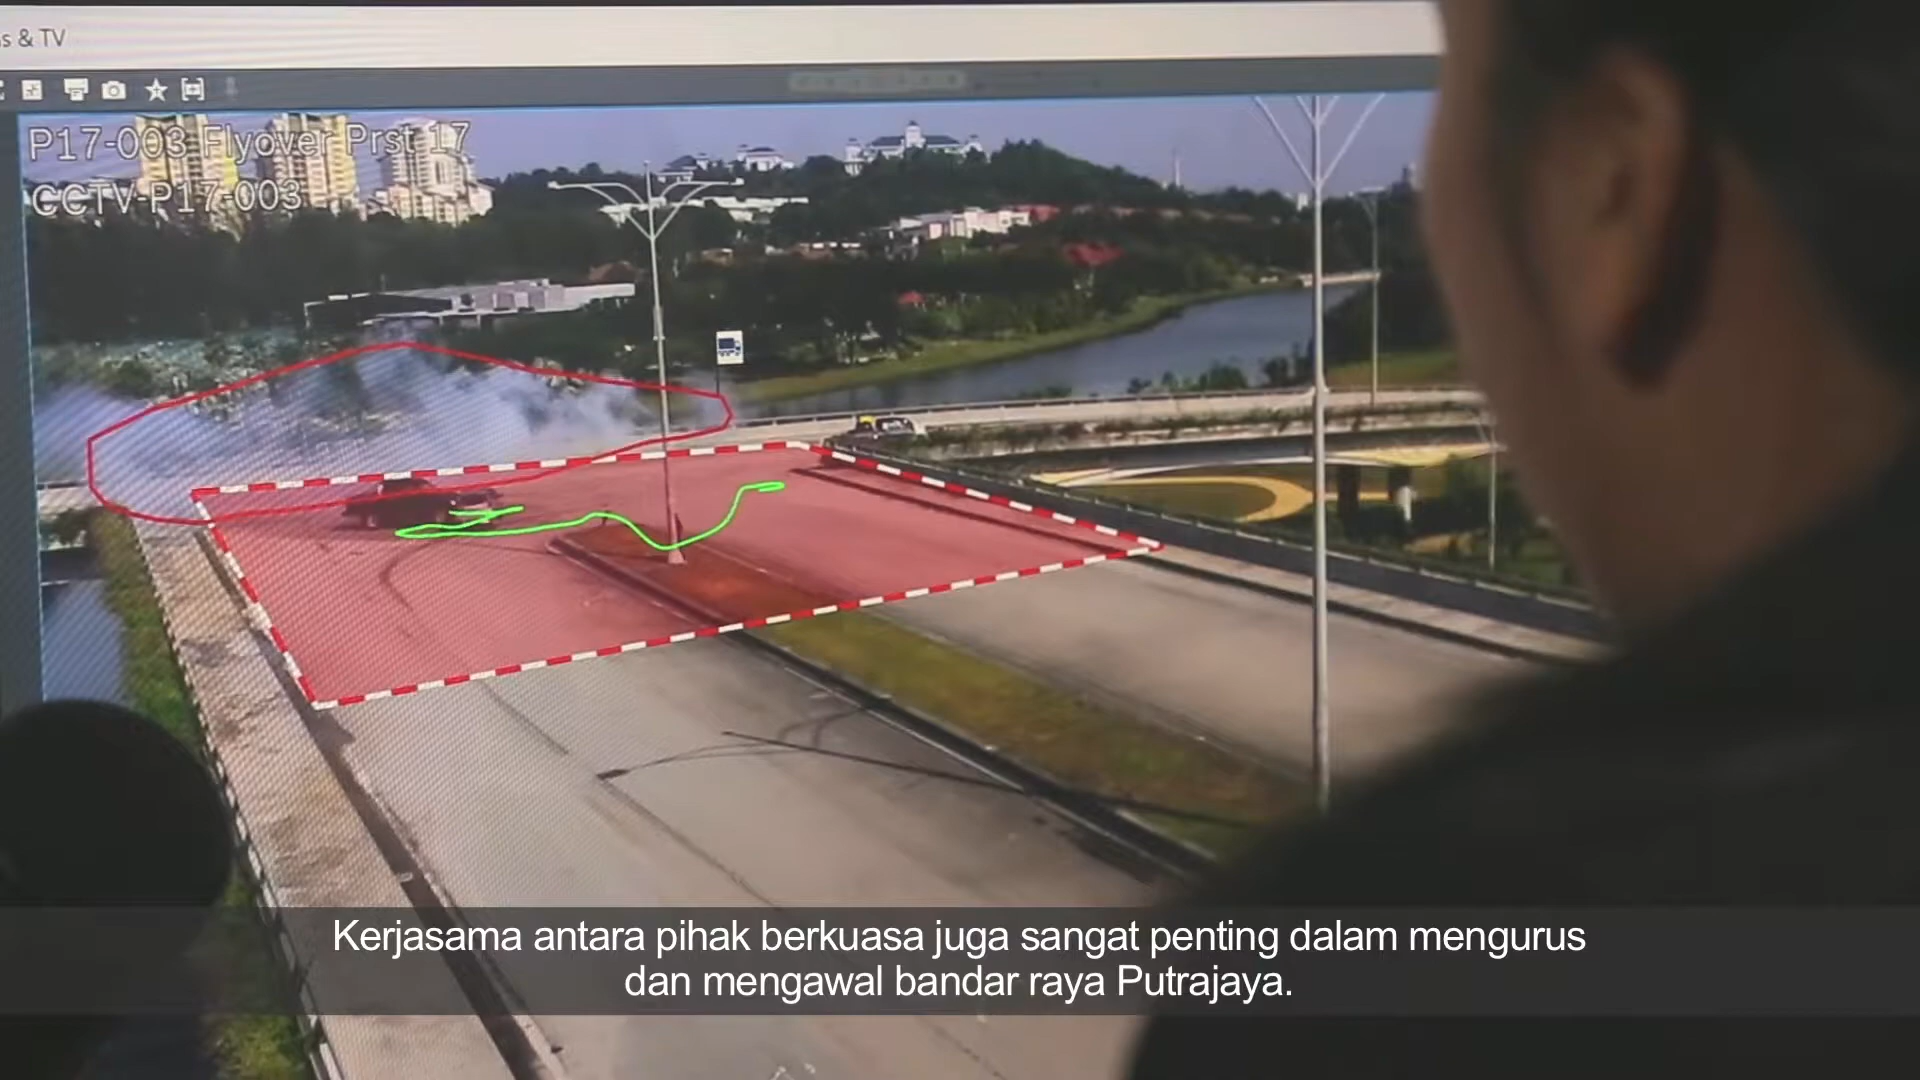 s & TV
P17-003 Flyover Prst 17
CCTV-P17-003
Kerjasama antara pihak berkuasa juga sangat penting dalam mengurus
dan mengawal bandar raya Putrajaya.